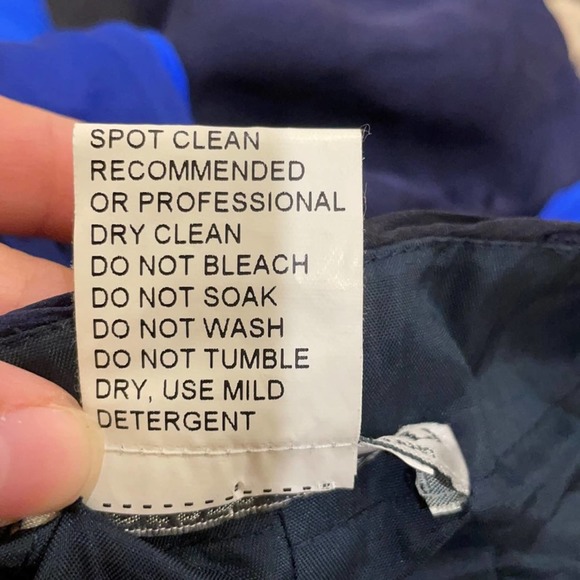 SPOT CLEAN
RECOMMENDED
OR PROFESSIONAL
DRY CLEAN
DO NOT BLEACH
DO NOT SOAK
DO NOT WASH
DO NOT TUMBLE
DRY, USE MILD
DETERGENT